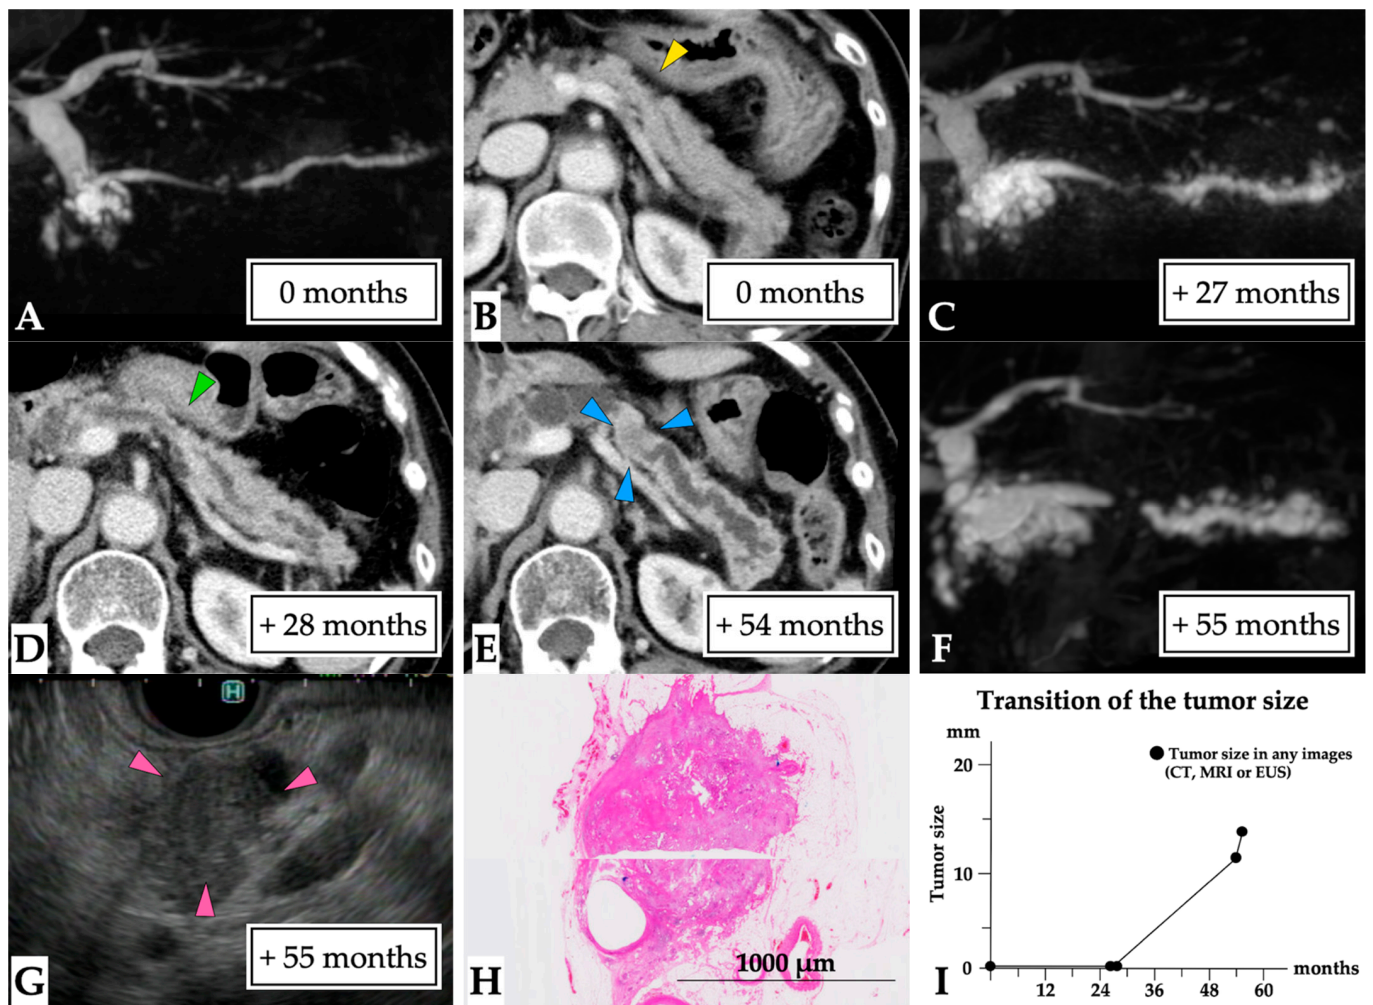 A
0 months
B
0 months
C
+ 27 months
D
+ 28 months
E
+ 54 months
F
+ 55 months
H
G
+ 55 months
H
1000 µm
Transition of the tumor size
mm
Tumor size in any images
(CT, MRI or EUS)
20
10
0
Tumor size
12 24 36 48 60
months
I